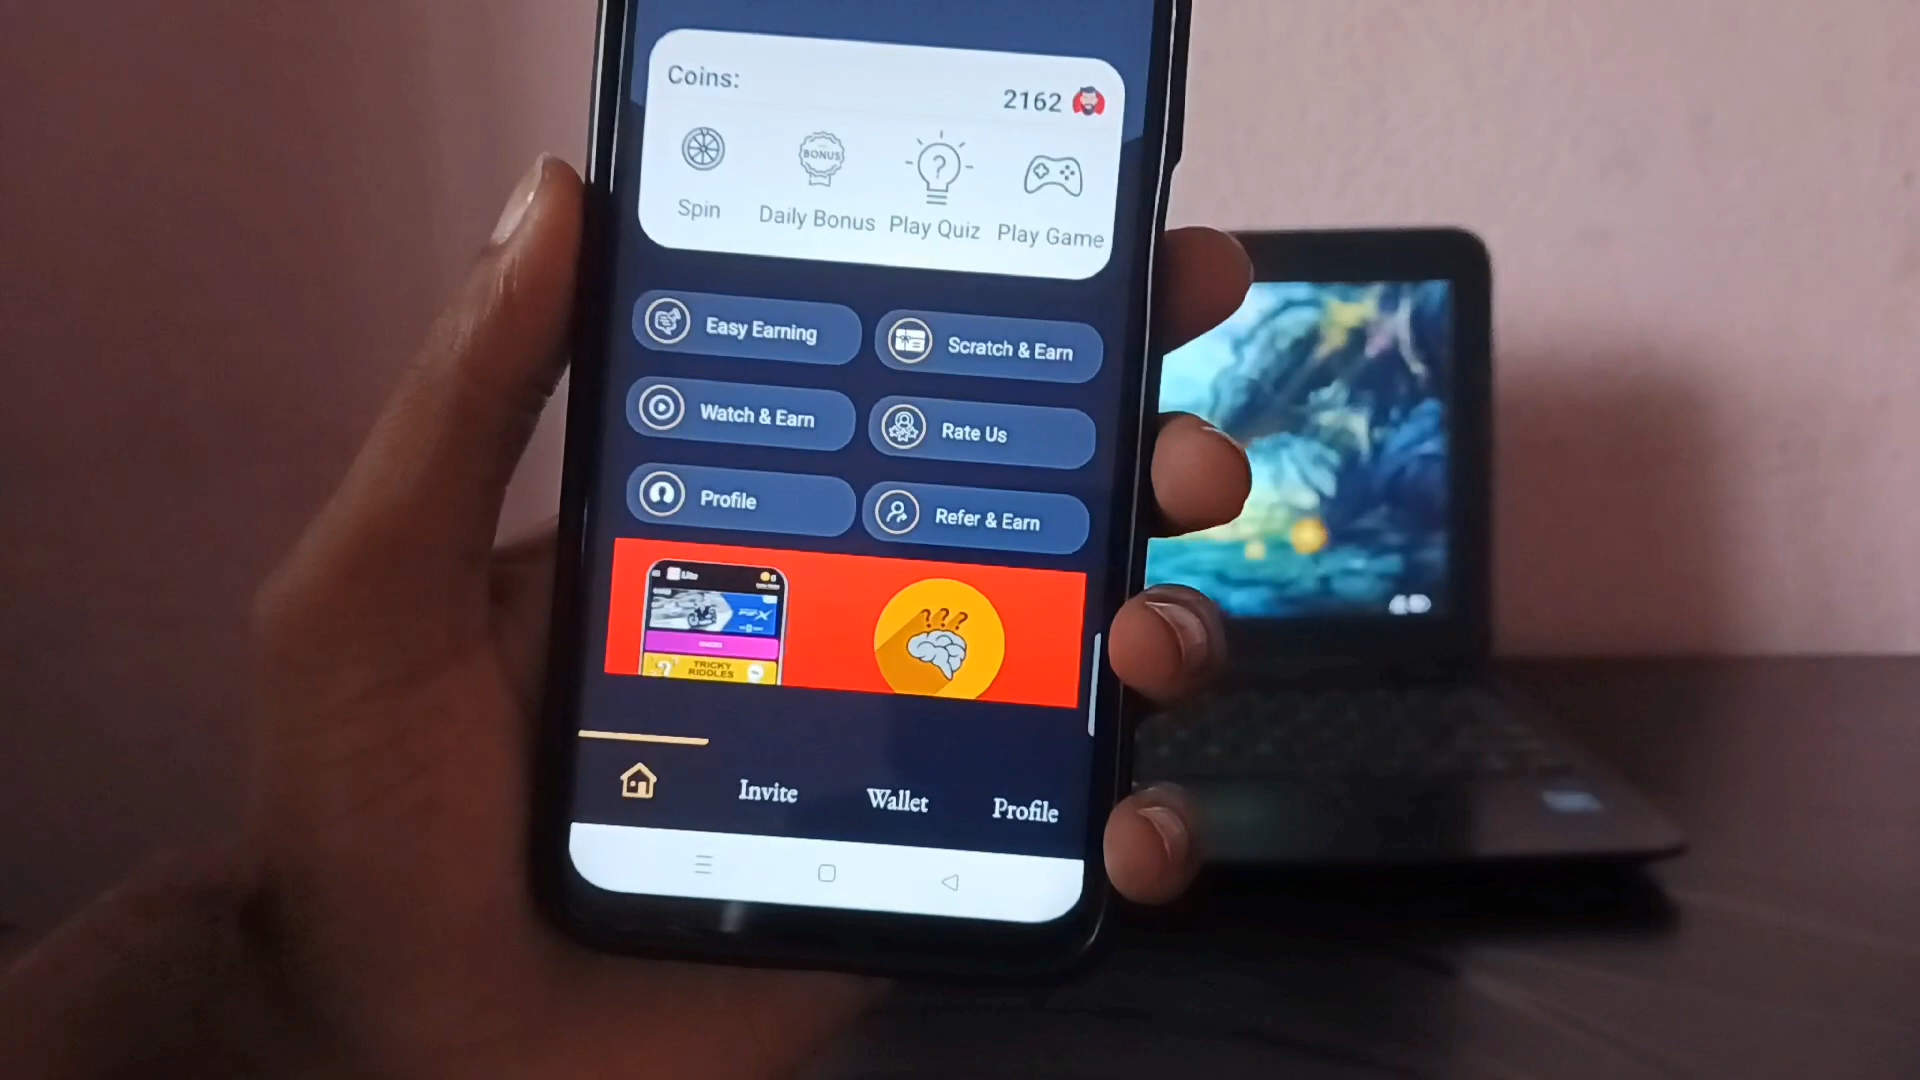 Coins:
2162
BONUS
Spin
Daily Bonus
Play Quiz
Play Game
Easy Earning
Scratch & Earn
Watch & Earn
Rate Us
Profile
Refer & Earn
Lite
???
TRICKY
RIDDLES
Invite
Wallet
Profile